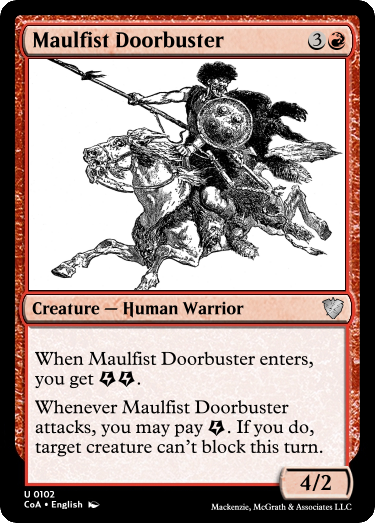 Maulfist Doorbuster 3
Creature — Human Warrior
When Maulfist Doorbuster enters,
you get.
Whenever Maulfist Doorbuster
attacks, you may pay. If you do,
target creature can't block this turn.
4/2
U 0102
CoA • English
Mackenzie, McGrath & Associates LLC